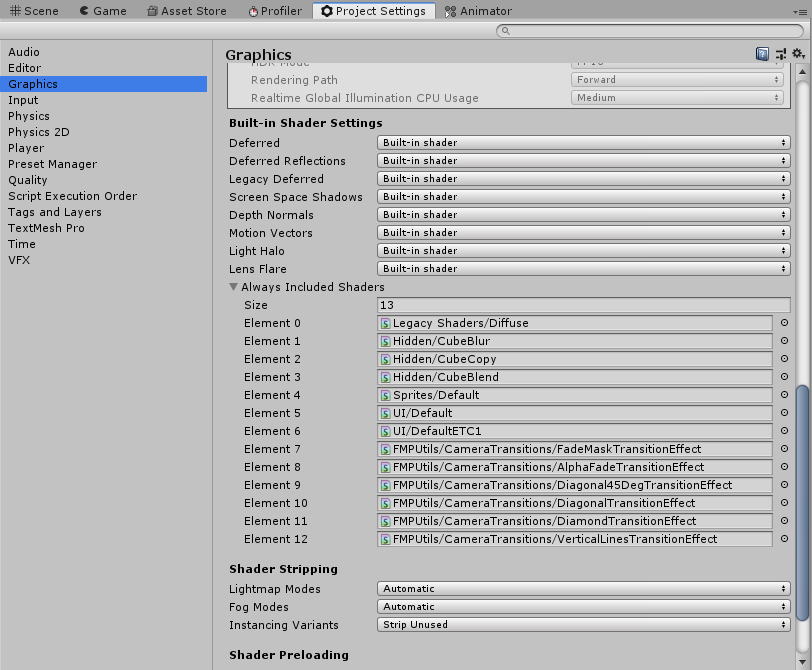 Scene Game Asset Store Profiler Project Settings Animator
Audio
Editor
Graphics
Input
Physics
Physics 2D
Player
Preset Manager
Quality
Script Execution Order
Tags and Layers
TextMesh Pro
Time
VFX
Graphics
Rendering Path Forward
Realtime Global Illumination CPU Usage Medium
Built-in Shader Settings
Deferred Built-in shader
Deferred Reflections Built-in shader
Legacy Deferred Built-in shader
Screen Space Shadows Built-in shader
Depth Normals Built-in shader
Motion Vectors Built-in shader
Light Halo Built-in shader
Lens Flare Built-in shader
Always Included Shaders
Size 13
Element 0 Legacy Shaders/Diffuse
Element 1 Hidden/CubeBlur
Element 2 Hidden/CubeCopy
Element 3 Hidden/CubeBlend
Element 4 Sprites/Default
Element 5 UI/Default
Element 6 UI/DefaultETC1
Element 7 FMPUtils/CameraTransitions/FadeMaskTransitionEffect
Element 8 FMPUtils/CameraTransitions/AlphaFadeTransitionEffect
Element 9 FMPUtils/CameraTransitions/Diagonal45DegTransitionEffect
Element 10 FMPUtils/CameraTransitions/DiagonalTransitionEffect
Element 11 FMPUtils/CameraTransitions/DiamondTransitionEffect
Element 12 FMPUtils/CameraTransitions/VerticalLinesTransitionEffect
Shader Stripping
Lightmap Modes Automatic
Fog Modes Automatic
Instancing Variants Strip Unused
Shader Preloading